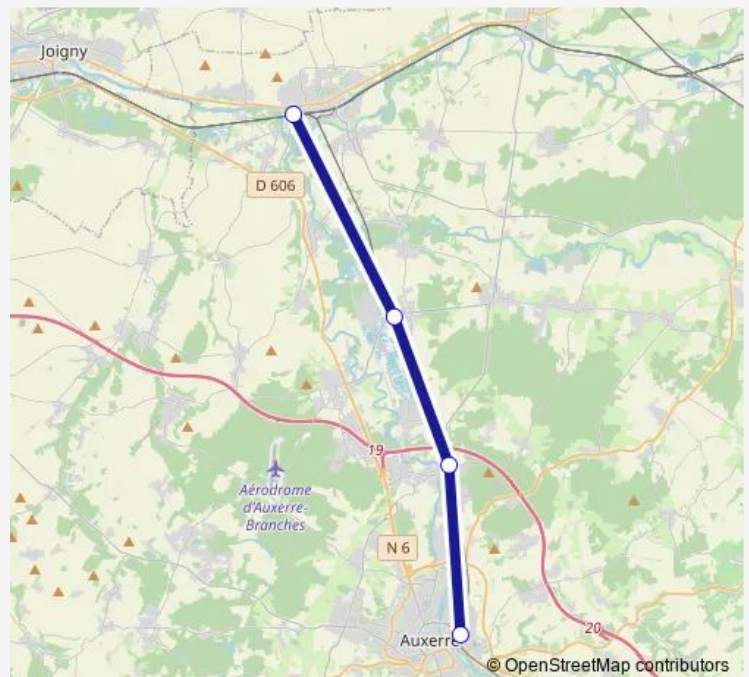 Joigny
D 606
19
Aérodrome
d'Auxerre-
Branches
N 6
20
Auxerre
© OpenStreetMap contributors